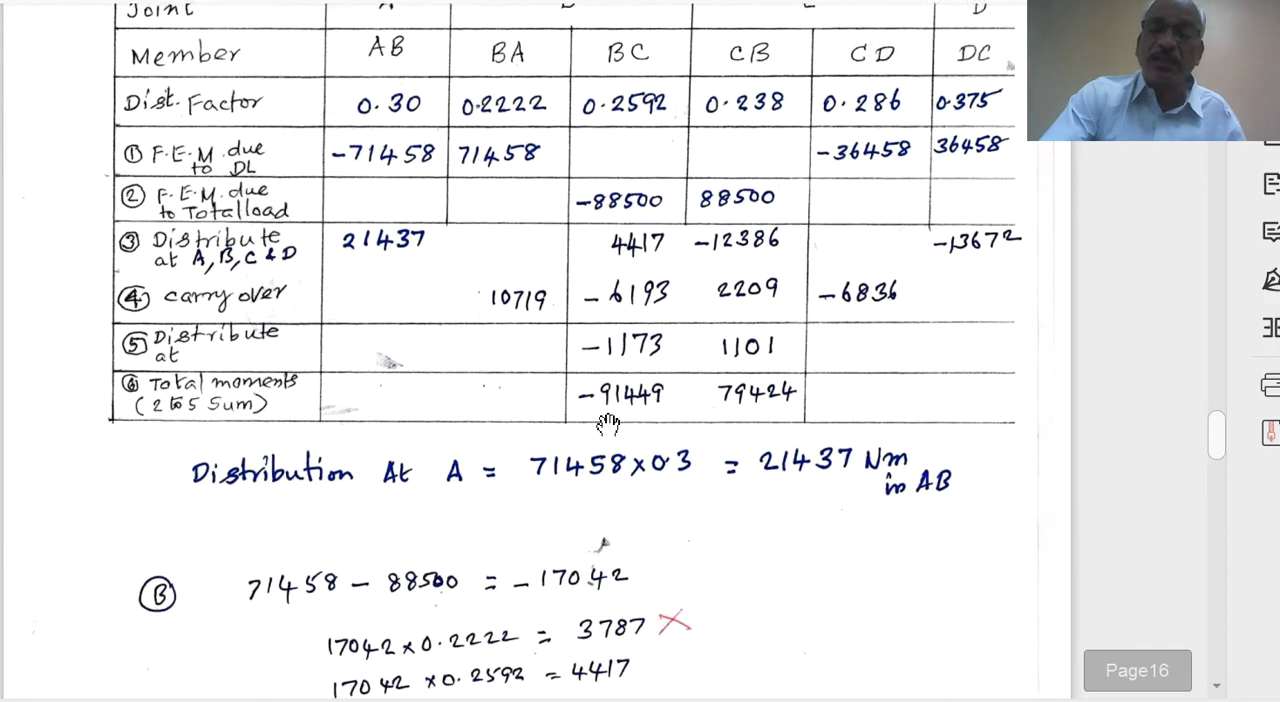 Joint A D
Member AB BA BC CB CD DC
Dist. Factor 0.30 0.2222 0.2592 0.238 0.286 0.375
① F.E.M due to DL -71458 71458 -36458 36458
② F.E.M. due to Total load -88500 88500
③ Distribute at A, B, C & D 21437 4417 -12386 -13672
④ Carry over 10719 -6193 2209 -6836
⑤ Distribute at -1173 1101
⑥ Total moments (2 to 5 Sum) -91449 79424
Distribution At A = 71458×0.3 = 21437 Nm in AB
Ⓑ 71458 - 88500 = -17042
17042×0.2222 = 3787 ×
17042×0.2592 = 4417
Page16